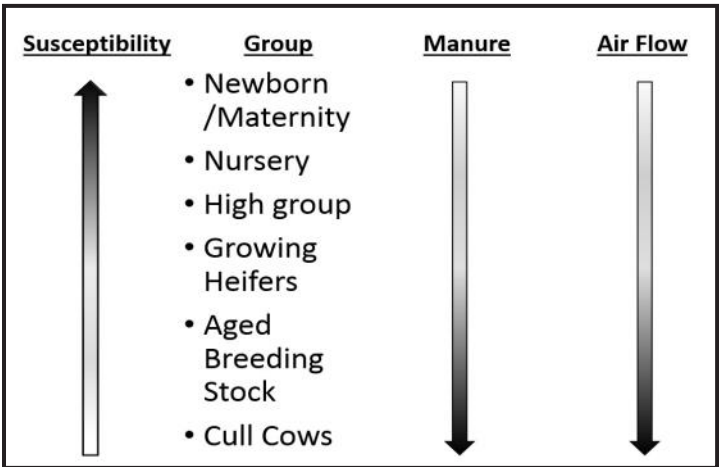 Susceptibility Group Manure Air Flow
• Newborn
/Maternity
• Nursery
• High group
• Growing
Heifers
• Aged
Breeding
Stock
• Cull Cows